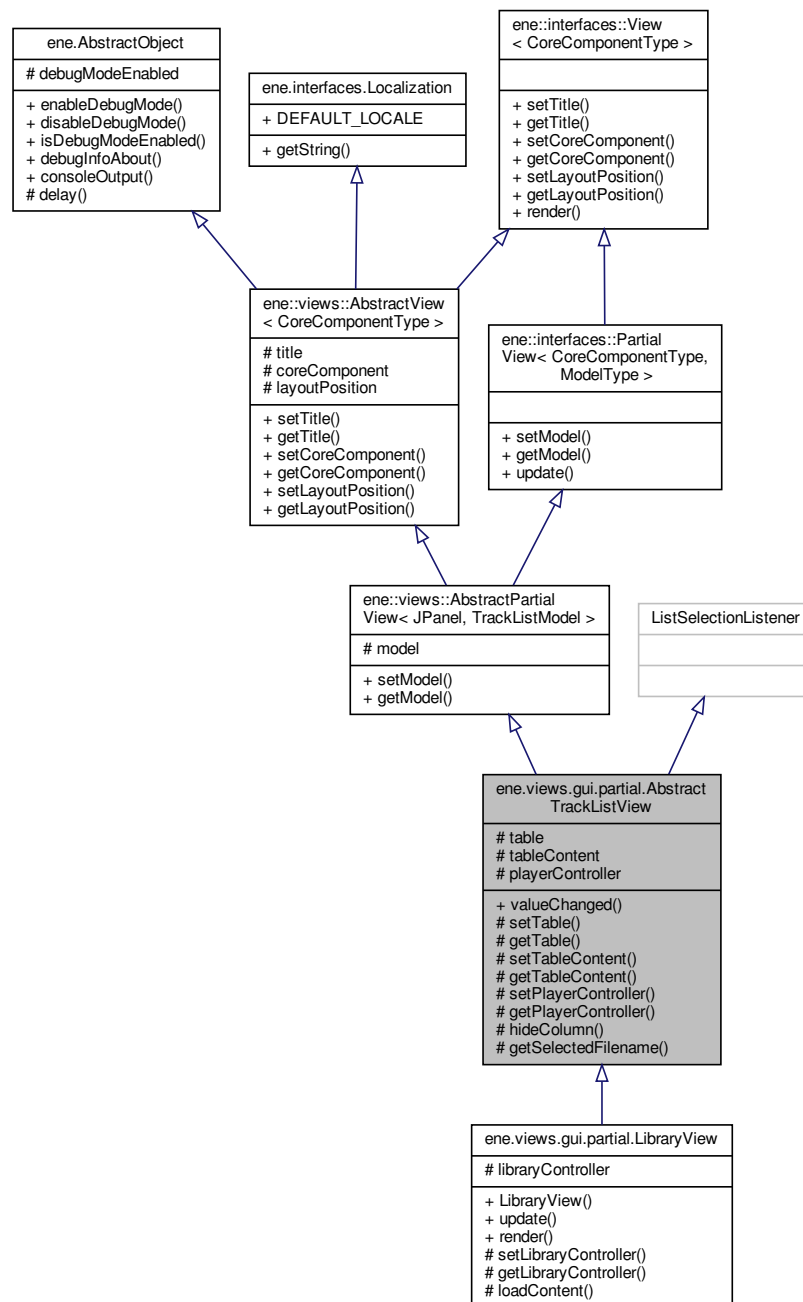 ene.AbstractObject
# debugModeEnabled
+ enableDebugMode()
+ disableDebugMode()
+ isDebugModeEnabled()
+ debugInfoAbout()
+ consoleOutput()
# delay()
ene.interfaces.Localization
+ DEFAULT_LOCALE
+ getString()
ene::interfaces::View
< CoreComponentType >
+ setTitle()
+ getTitle()
+ setCoreComponent()
+ getCoreComponent()
+ setLayoutPosition()
+ getLayoutPosition()
+ render()
ene::views::AbstractView
< CoreComponentType >
# title
# coreComponent
# layoutPosition
+ setTitle()
+ getTitle()
+ setCoreComponent()
+ getCoreComponent()
+ setLayoutPosition()
+ getLayoutPosition()
ene::interfaces::Partial
View< CoreComponentType,
ModelType >
+ setModel()
+ getModel()
+ update()
ene::views::AbstractPartial
View< JPanel, TrackListModel >
# model
+ setModel()
+ getModel()
ListSelectionListener
ene.views.gui.partial.Abstract
TrackListView
# table
# tableContent
# playerController
+ valueChanged()
# setTable()
# getTable()
# setTableContent()
# getTableContent()
# setPlayerController()
# getPlayerController()
# hideColumn()
# getSelectedFilename()
ene.views.gui.partial.LibraryView
# libraryController
+ LibraryView()
+ update()
+ render()
# setLibraryController()
# getLibraryController()
# loadContent()